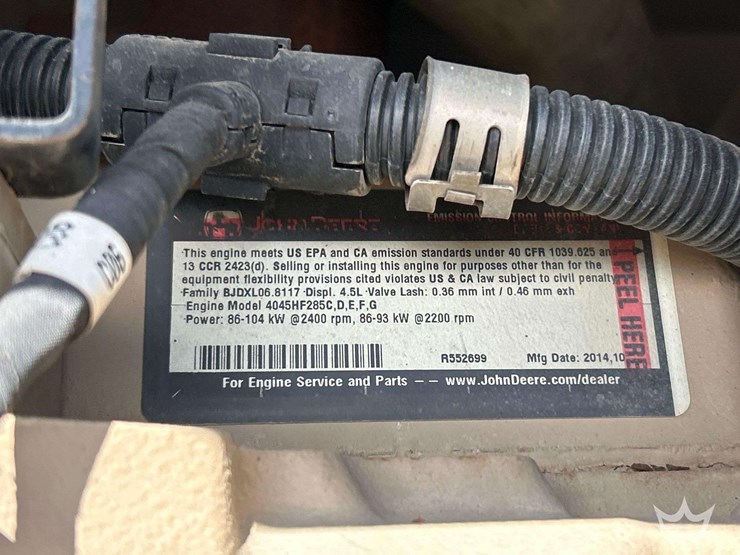 JOHN DEERE
EMISSION CONTROL INFORMATION
This engine meets US EPA and CA emission standards under 40 CFR 1039.625 and
13 CCR 2423(d). Selling or installing this engine for purposes other than for the
equipment flexibility provisions cited violates US & CA law subject to civil penalty.
Family BJDXL06.8117 Displ. 4.5L Valve Lash: 0.36 mm int / 0.46 mm exh
Engine Model 4045HF285C,D,E,F,G
Power: 86-104 kW @2400 rpm, 86-93 kW @2200 rpm
R552699 Mfg Date: 2014,10
PEEL HERE
For Engine Service and Parts -- www.JohnDeere.com/dealer